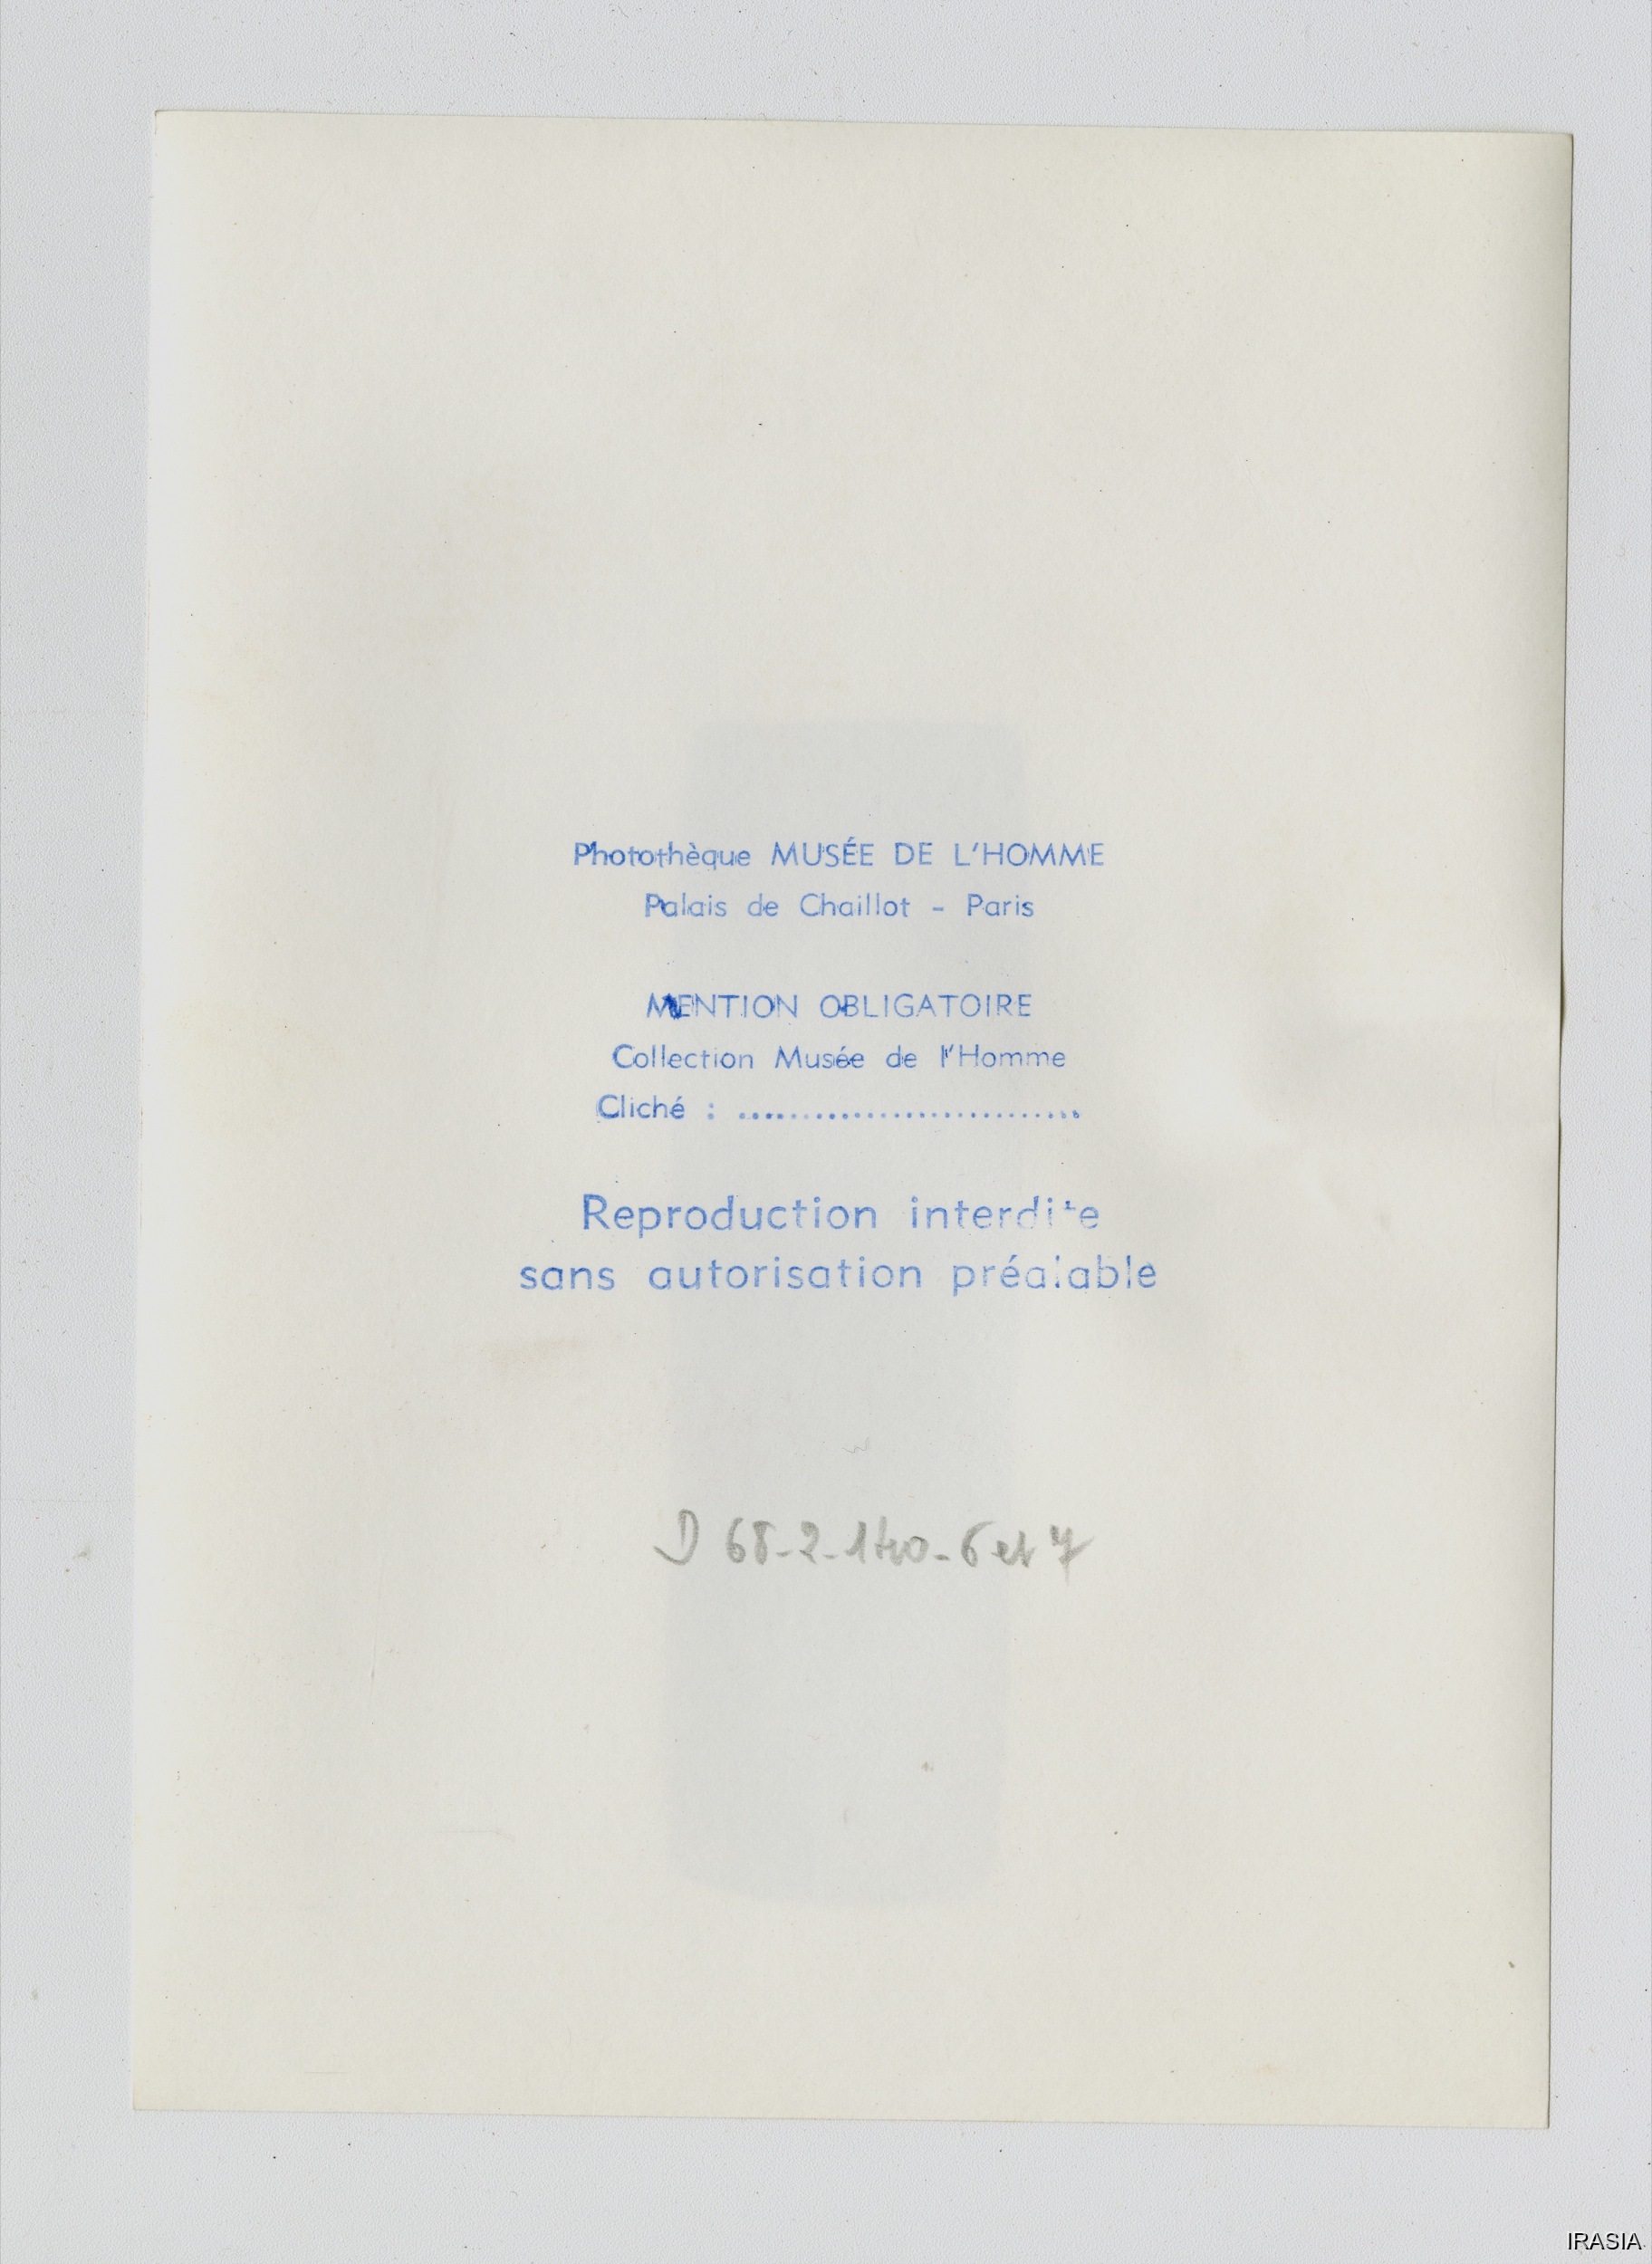 Photothèque MUSÉE DE L'HOMME
Palais de Chaillot - Paris
MENTION OBLIGATOIRE
Collection Musée de l'Homme
Cliché : ...........................
Reproduction interdite
sans autorisation préalable
D 68-2-140-6 et 7
IRASIA